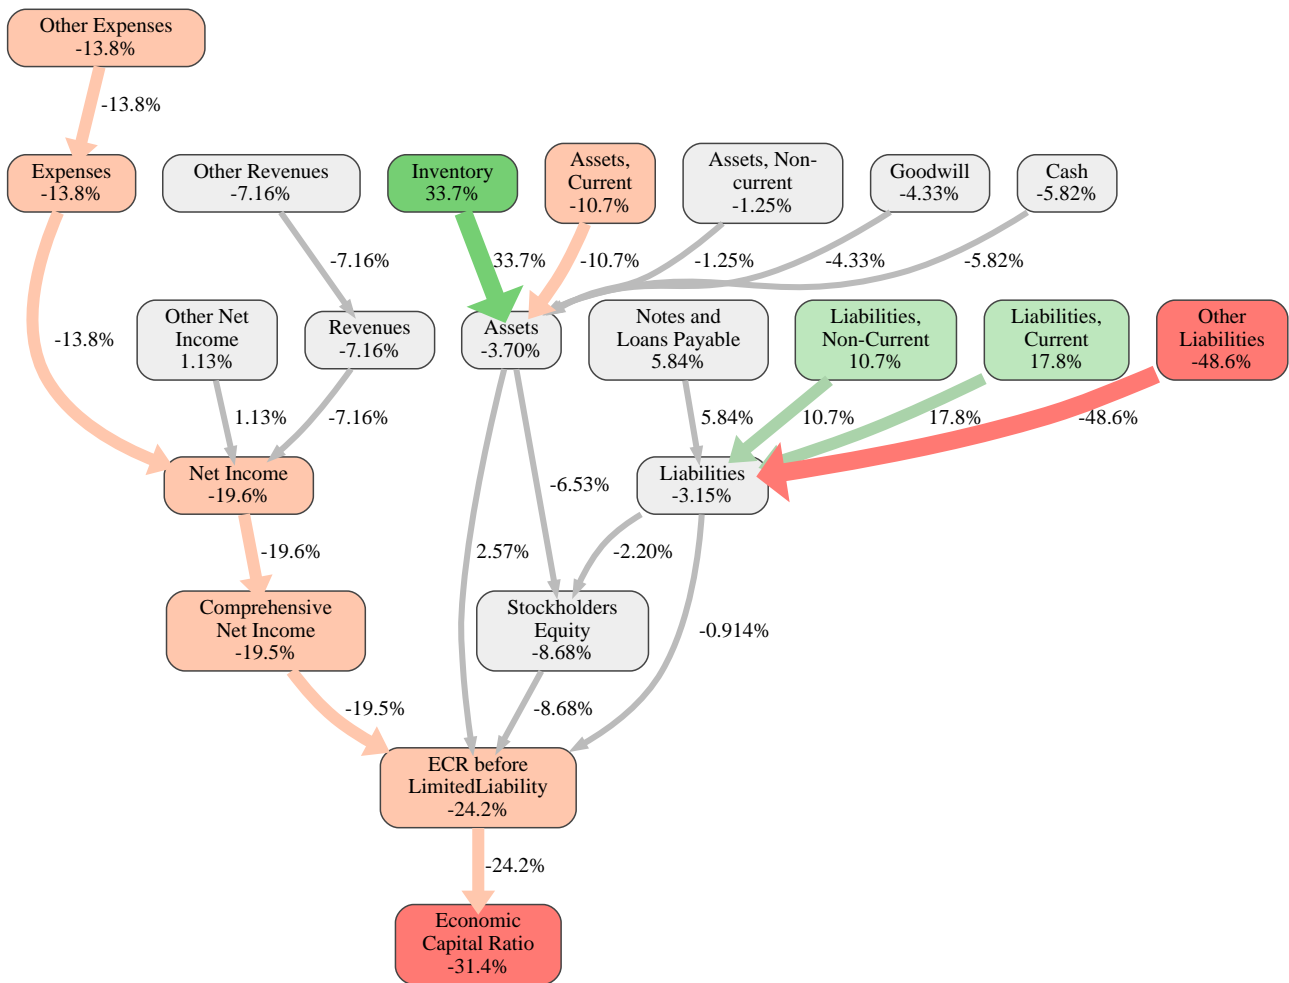 Other Expenses
-13.8%
-13.8%
Expenses
-13.8%
Other Revenues
-7.16%
Inventory
33.7%
Assets,
Current
-10.7%
Assets, Non-
current
-1.25%
Goodwill
-4.33%
Cash
-5.82%
-7.16%
33.7%
-10.7%
-1.25%
-4.33%
-5.82%
-13.8%
Other Net
Income
1.13%
Revenues
-7.16%
Assets
-3.70%
Notes and
Loans Payable
5.84%
Liabilities,
Non-Current
10.7%
Liabilities,
Current
17.8%
Other
Liabilities
-48.6%
1.13%
-7.16%
5.84%
10.7%
17.8%
-48.6%
Net Income
-19.6%
-6.53%
Liabilities
-3.15%
-19.6%
2.57%
-2.20%
Comprehensive
Net Income
-19.5%
Stockholders
Equity
-8.68%
-0.914%
-19.5%
-8.68%
ECR before
LimitedLiability
-24.2%
-24.2%
Economic
Capital Ratio
-31.4%